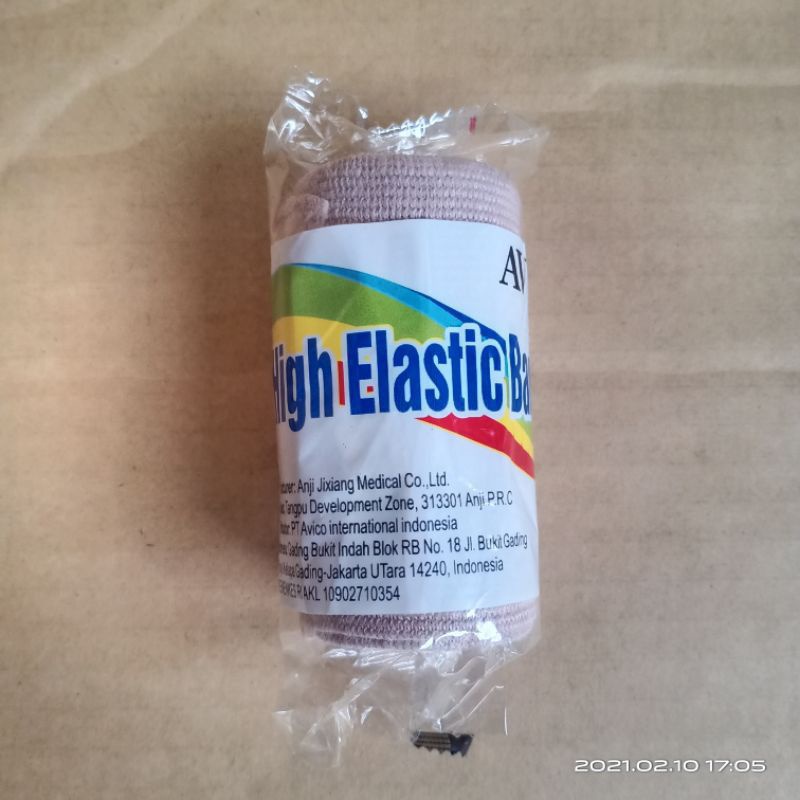 AV
High Elastic Ba
turer: Anji Jixiang Medical Co.,Ltd.
Tangpu Development Zone, 313301 Anji P.R.C
PT Avico international indonesia
Gading Bukit Indah Blok RB No. 18 Jl. Bukit Gading
Gading-Jakarta UTara 14240, Indonesia
AKL 10902710354
2021.02.10 17:05